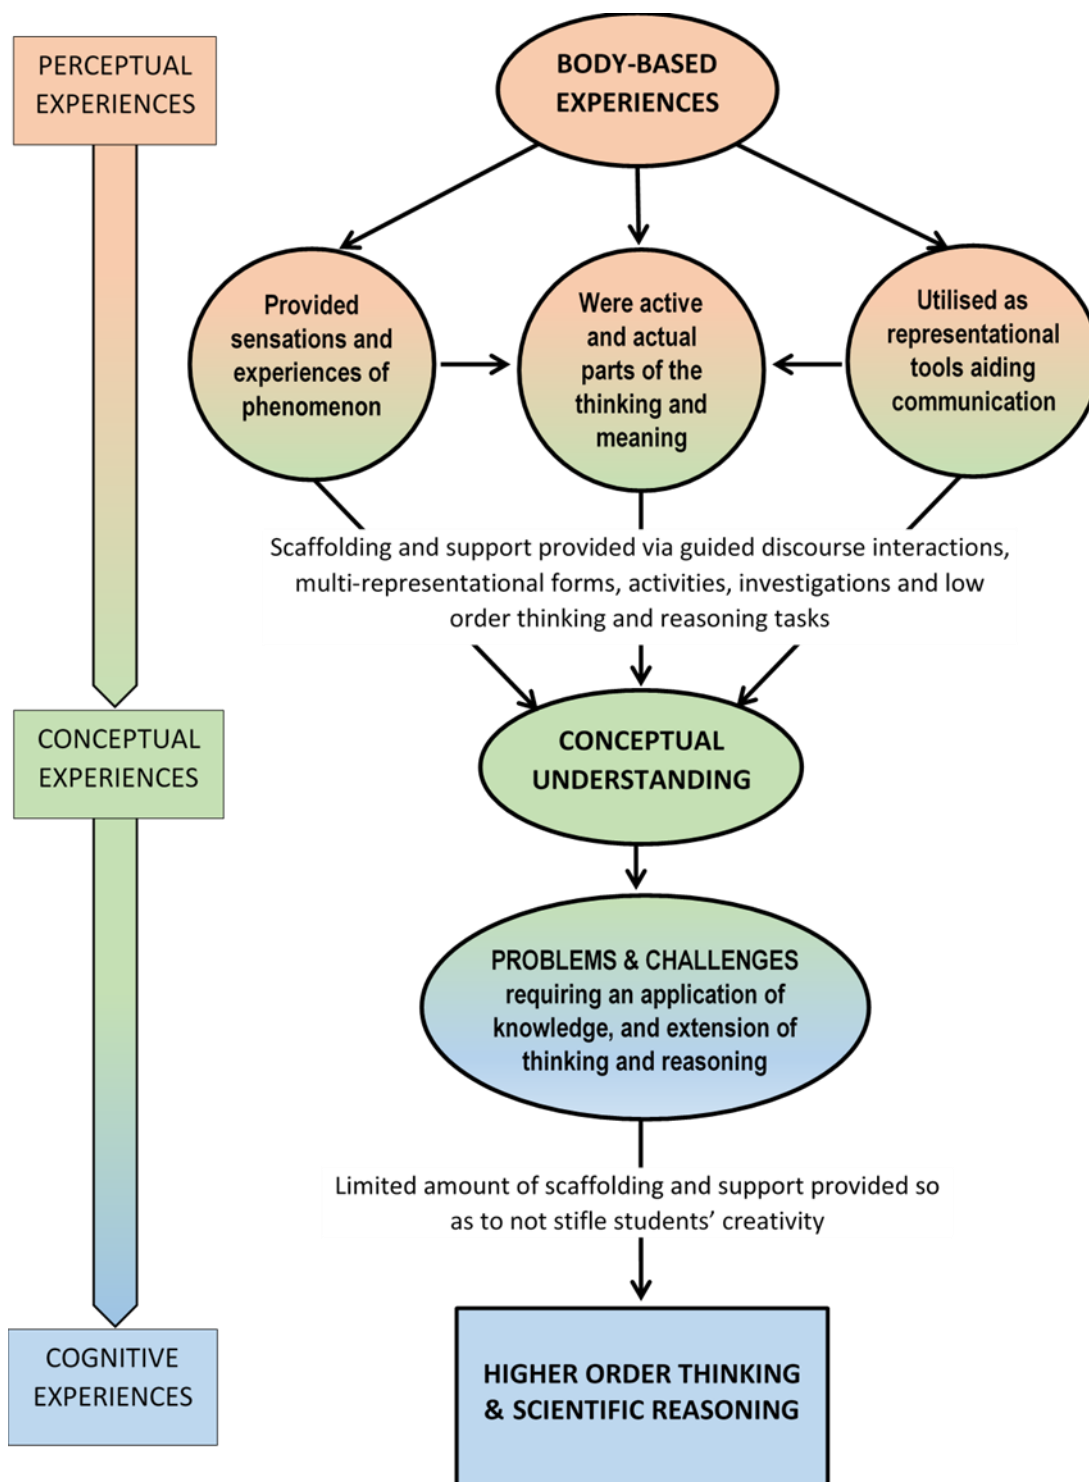 PERCEPTUAL
EXPERIENCES
BODY-BASED
EXPERIENCES
Provided
sensations and
experiences of
phenomenon
Were active
and actual
parts of the
thinking and
meaning
Utilised as
representational
tools aiding
communication
Scaffolding and support provided via guided discourse interactions,
multi-representational forms, activities, investigations and low
order thinking and reasoning tasks
CONCEPTUAL
EXPERIENCES
CONCEPTUAL
UNDERSTANDING
PROBLEMS & CHALLENGES
requiring an application of
knowledge, and extension of
thinking and reasoning
Limited amount of scaffolding and support provided so
as to not stifle students’ creativity
COGNITIVE
EXPERIENCES
HIGHER ORDER THINKING
& SCIENTIFIC REASONING